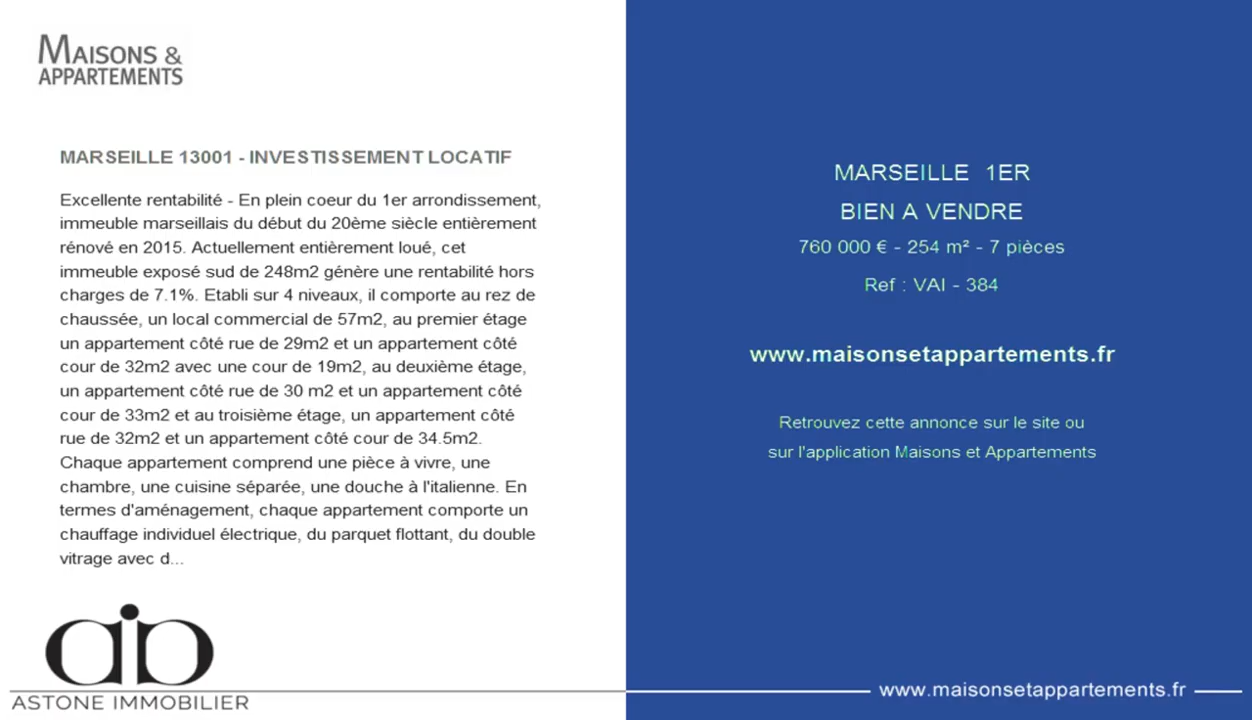 MAISONS &
APPARTEMENTS
MARSEILLE 13001 - INVESTISSEMENT LOCATIF
Excellente rentabilité - En plein coeur du 1er arrondissement,
immeuble marseillais du début du 20ème siècle entièrement
rénové en 2015. Actuellement entièrement loué, cet
immeuble exposé sud de 248m2 génère une rentabilité hors
charges de 7.1%. Etabli sur 4 niveaux, il comporte au rez de
chaussée, un local commercial de 57m2, au premier étage
un appartement côté rue de 29m2 et un appartement côté
cour de 32m2 avec une cour de 19m2, au deuxième étage,
un appartement côté rue de 30 m2 et un appartement côté
cour de 33m2 et au troisième étage, un appartement côté
rue de 32m2 et un appartement côté cour de 34.5m2.
Chaque appartement comprend une pièce à vivre, une
chambre, une cuisine séparée, une douche à l'italienne. En
termes d'aménagement, chaque appartement comporte un
chauffage individuel électrique, du parquet flottant, du double
vitrage avec d...
ASTONE IMMOBILIER
MARSEILLE 1ER
BIEN A VENDRE
760 000 € - 254 m² - 7 pièces
Ref : VAI - 384
www.maisonsetappartements.fr
Retrouvez cette annonce sur le site ou
sur l'application Maisons et Appartements
www.maisonsetappartements.fr